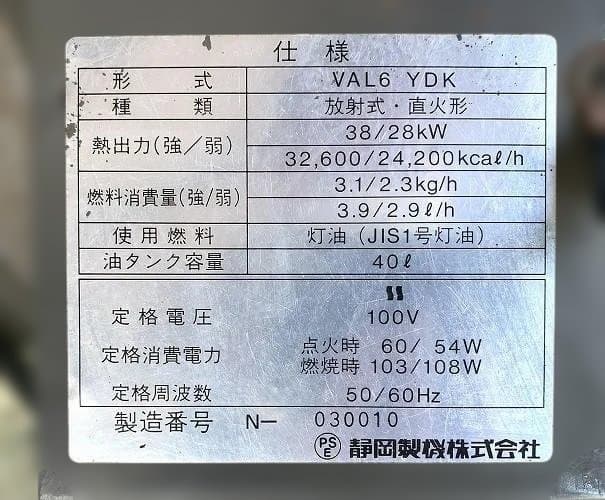 仕様
形式 VAL6 YDK
種類 放射式・直火形
熱出力(強/弱) 38/28kW
32,600/24,200kcaℓ/h
燃料消費量(強/弱) 3.1/2.3kg/h
3.9/2.9ℓ/h
使用燃料 灯油(JIS1号灯油)
油タンク容量 40ℓ
定格電圧 100V
定格消費電力 点火時 60/54W
燃焼時 103/108W
定格周波数 50/60Hz
製造番号 N− 030010
PSE 静岡製機株式会社